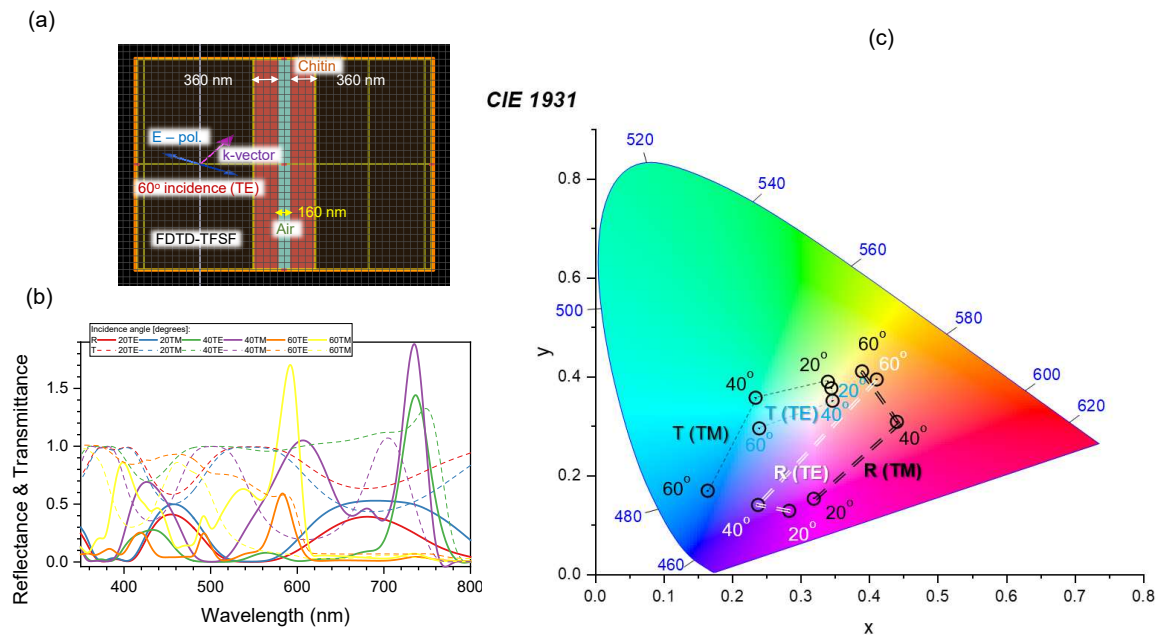 (a)
Chitin
360 nm
360 nm
E – pol.
k-vector
60° incidence (TE)
160 nm
Air
FDTD-TFSF
(b)
Incidence angle [degrees]:
R 20TE 20TM 40TE 40TM 60TE 60TM
T 20TE 20TM 40TE 40TM 60TE 60TM
Reflectance & Transmittance
1.5
1.0
0.5
0.0
400 500 600 700 800
Wavelength (nm)
(c)
CIE 1931
520
540
560
500
580
600
620
480
460
0.8
0.6
y
0.4
0.2
0.0
60°
60°
20°
20°
40°
T (TE)
40°
60°
T (TM)
40°
R (TE)
R (TM)
60°
40°
20°
20°
0.0 0.1 0.2 0.3 0.4 0.5 0.6 0.7 0.8
x